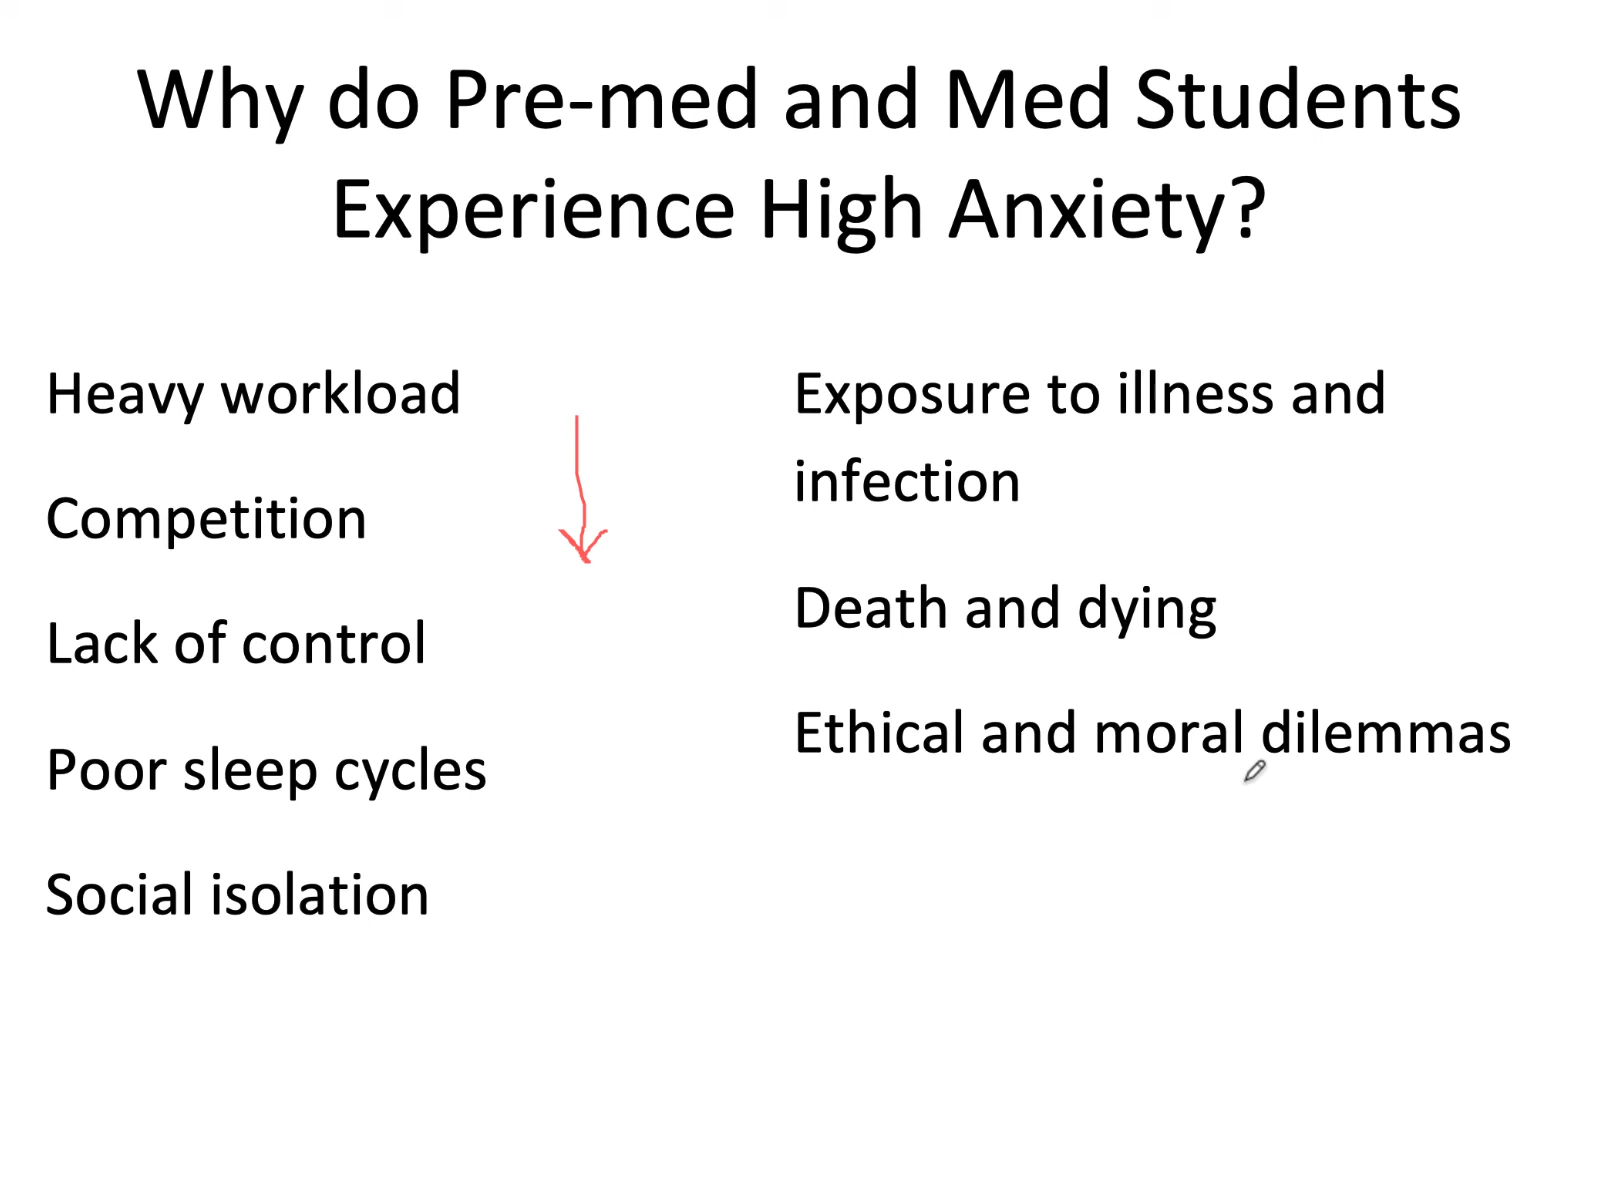 Why do Pre-med and Med Students
Experience High Anxiety?
Heavy workload
Competition
Lack of control
Poor sleep cycles
Social isolation
Exposure to illness and
infection
Death and dying
Ethical and moral dilemmas